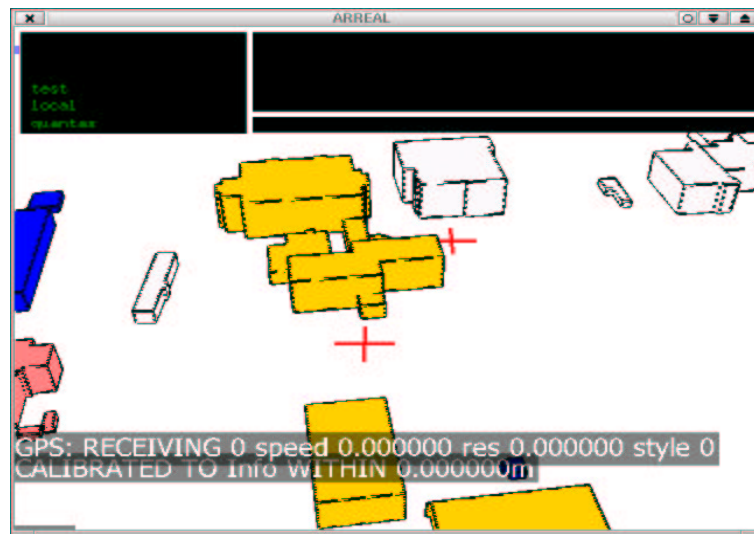 ARREAL
test
local
quantax
GPS: RECEIVING 0 speed 0.000000 res 0.000000 style 0
CALIBRATED TO Info WITHIN 0.000000m